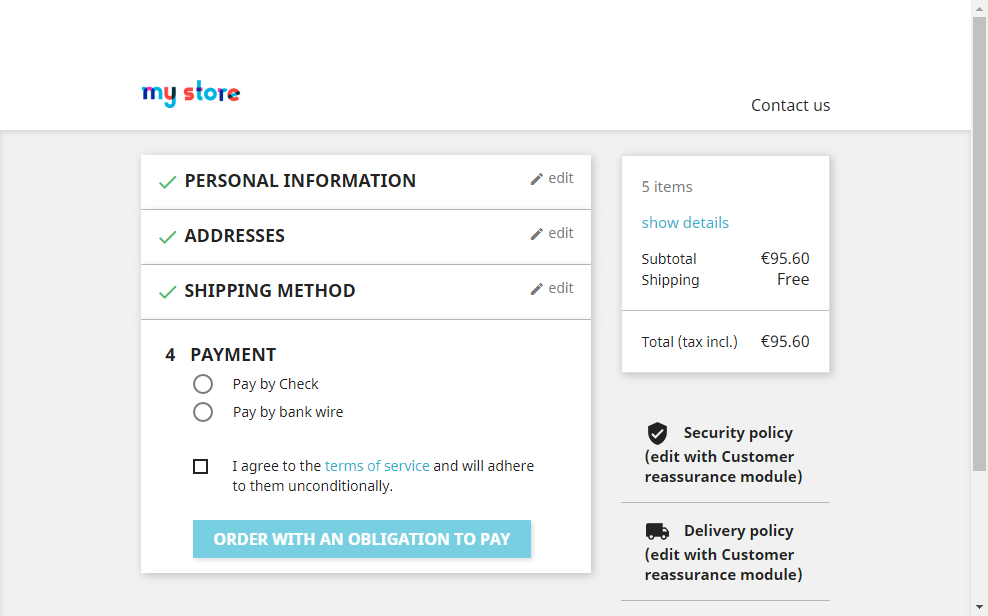 my store
Contact us
PERSONAL INFORMATION
edit
ADDRESSES
edit
SHIPPING METHOD
edit
4 PAYMENT
Pay by Check
Pay by bank wire
I agree to the terms of service and will adhere
to them unconditionally.
ORDER WITH AN OBLIGATION TO PAY
5 items
show details
Subtotal €95.60
Shipping Free
Total (tax incl.) €95.60
Security policy
(edit with Customer
reassurance module)
Delivery policy
(edit with Customer
reassurance module)